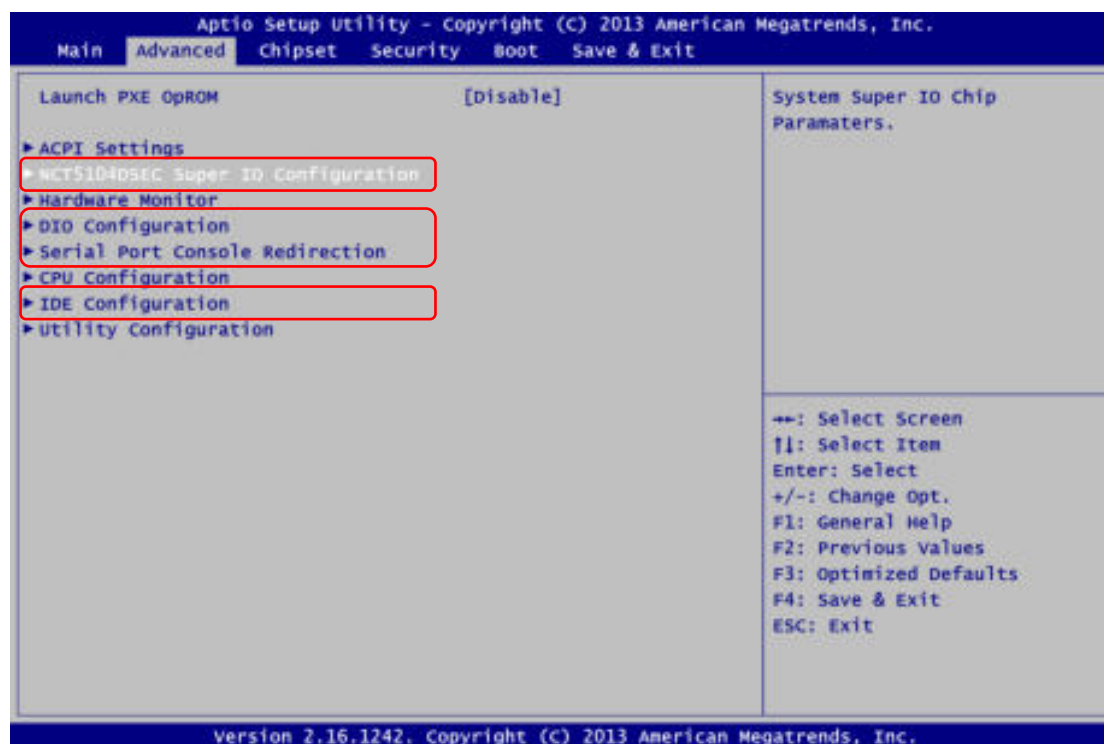 Aptio Setup Utility - Copyright (C) 2013 American Megatrends, Inc.
Main Advanced Chipset Security Boot Save & Exit
Launch PXE OpROM [Disable]
ACPI Settings
Super IO Configuration
Hardware Monitor
DIO Configuration
Serial Port Console Redirection
CPU Configuration
IDE Configuration
Utility Configuration
System Super IO Chip
Paramaters.
→←: Select Screen
↑↓: Select Item
Enter: Select
+/-: Change Opt.
F1: General Help
F2: Previous Values
F3: Optimized Defaults
F4: Save & Exit
ESC: Exit
Version 2.16.1242. Copyright (C) 2013 American Megatrends, Inc.